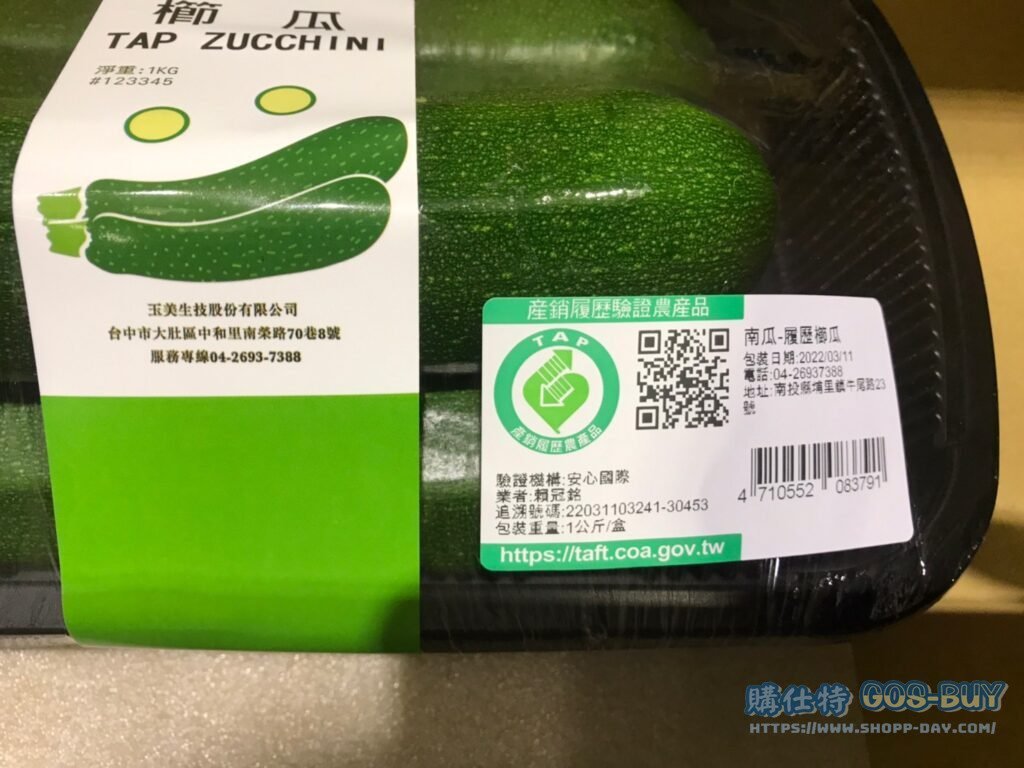 櫛 瓜
TAP ZUCCHINI
淨重:1KG
#123345
玉美生技股份有限公司
台中市大肚區中和里南榮路70巷8號
服務專線04-2693-7388
産銷履歷驗證農產品
TAP
產銷履歷農產品
南瓜-履歷櫛瓜
包裝日期:2022/03/11
電話:04-26937388
地址:南投縣埔里鎮牛尾路23
號
驗證機構:安心國際
業者:賴冠銘
追溯號碼:22031103241-30453
包裝重量:1公斤/盒
4 710552 083791
https://taft.coa.gov.tw
購仕特 GOS-BUY
HTTPS://WWW.SHOPP-DAY.COM/